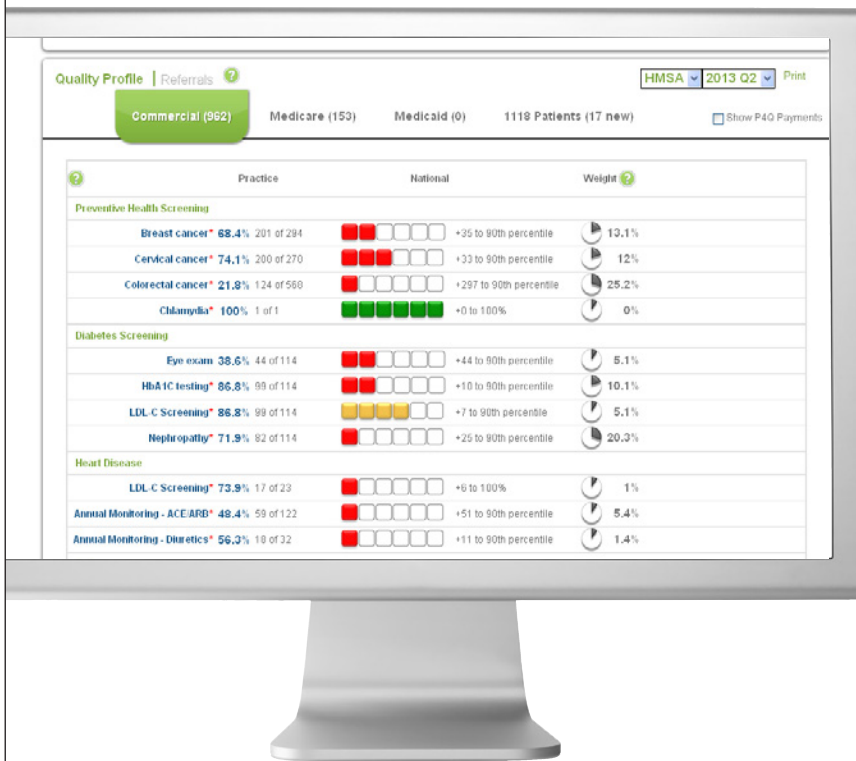 Quality Profile | Referrals ?
HMSA 2013 Q2 Print
Commercial (962) Medicare (153) Medicaid (0) 1118 Patients (17 new) Show P4Q Payments
? Practice National Weight ?
Preventive Health Screening
Breast cancer* 68.4% 201 of 294 +35 to 90th percentile 13.1%
Cervical cancer* 74.1% 200 of 270 +33 to 90th percentile 12%
Colorectal cancer* 21.8% 124 of 568 +297 to 90th percentile 25.2%
Chlamydia* 100% 1 of 1 +0 to 100% 0%
Diabetes Screening
Eye exam 38.6% 44 of 114 +44 to 90th percentile 5.1%
HbA1C testing* 86.8% 99 of 114 +10 to 90th percentile 10.1%
LDL-C Screening* 86.8% 99 of 114 +7 to 90th percentile 5.1%
Nephropathy* 71.9% 82 of 114 +25 to 90th percentile 20.3%
Heart Disease
LDL-C Screening* 73.9% 17 of 23 +6 to 100% 1%
Annual Monitoring - ACE/ARB* 48.4% 59 of 122 +51 to 90th percentile 5.4%
Annual Monitoring - Diuretics* 56.3% 18 of 32 +11 to 90th percentile 1.4%